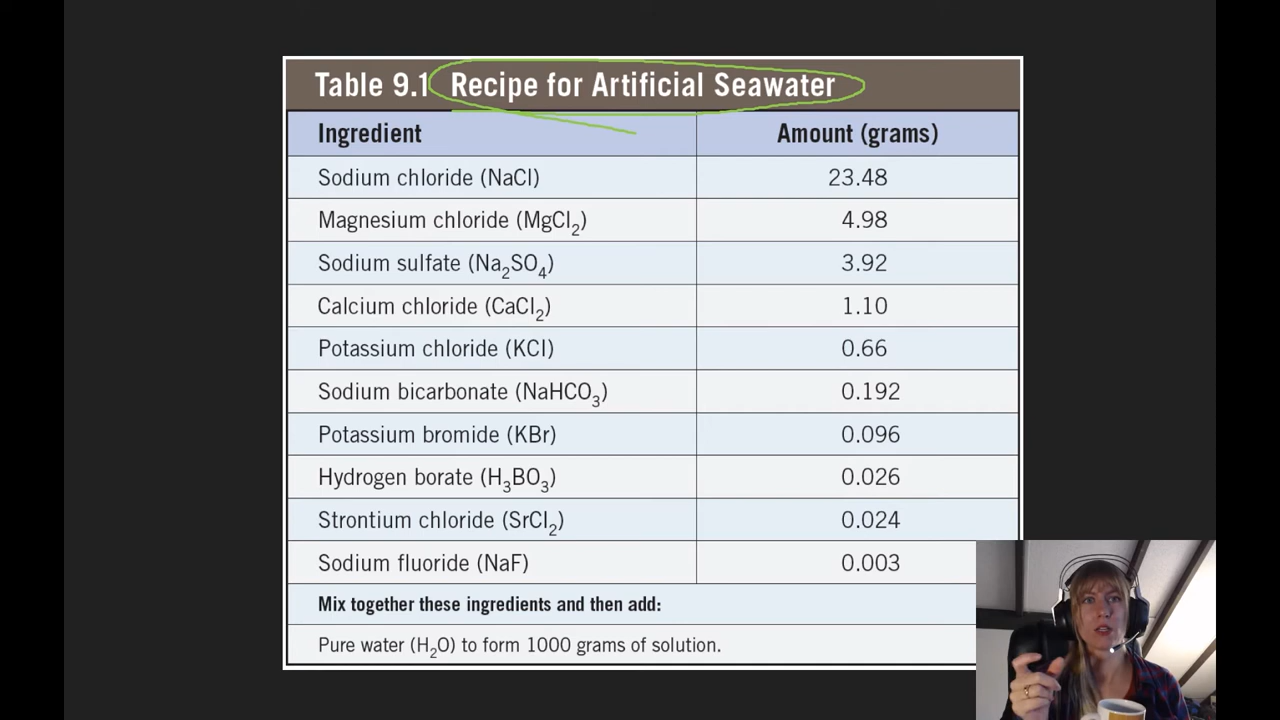 Table 9.1 Recipe for Artificial Seawater
Ingredient Amount (grams)
Sodium chloride (NaCl) 23.48
Magnesium chloride (MgCl₂) 4.98
Sodium sulfate (Na₂SO₄) 3.92
Calcium chloride (CaCl₂) 1.10
Potassium chloride (KCl) 0.66
Sodium bicarbonate (NaHCO₃) 0.192
Potassium bromide (KBr) 0.096
Hydrogen borate (H₃BO₃) 0.026
Strontium chloride (SrCl₂) 0.024
Sodium fluoride (NaF) 0.003
Mix together these ingredients and then add:
Pure water (H₂O) to form 1000 grams of solution.